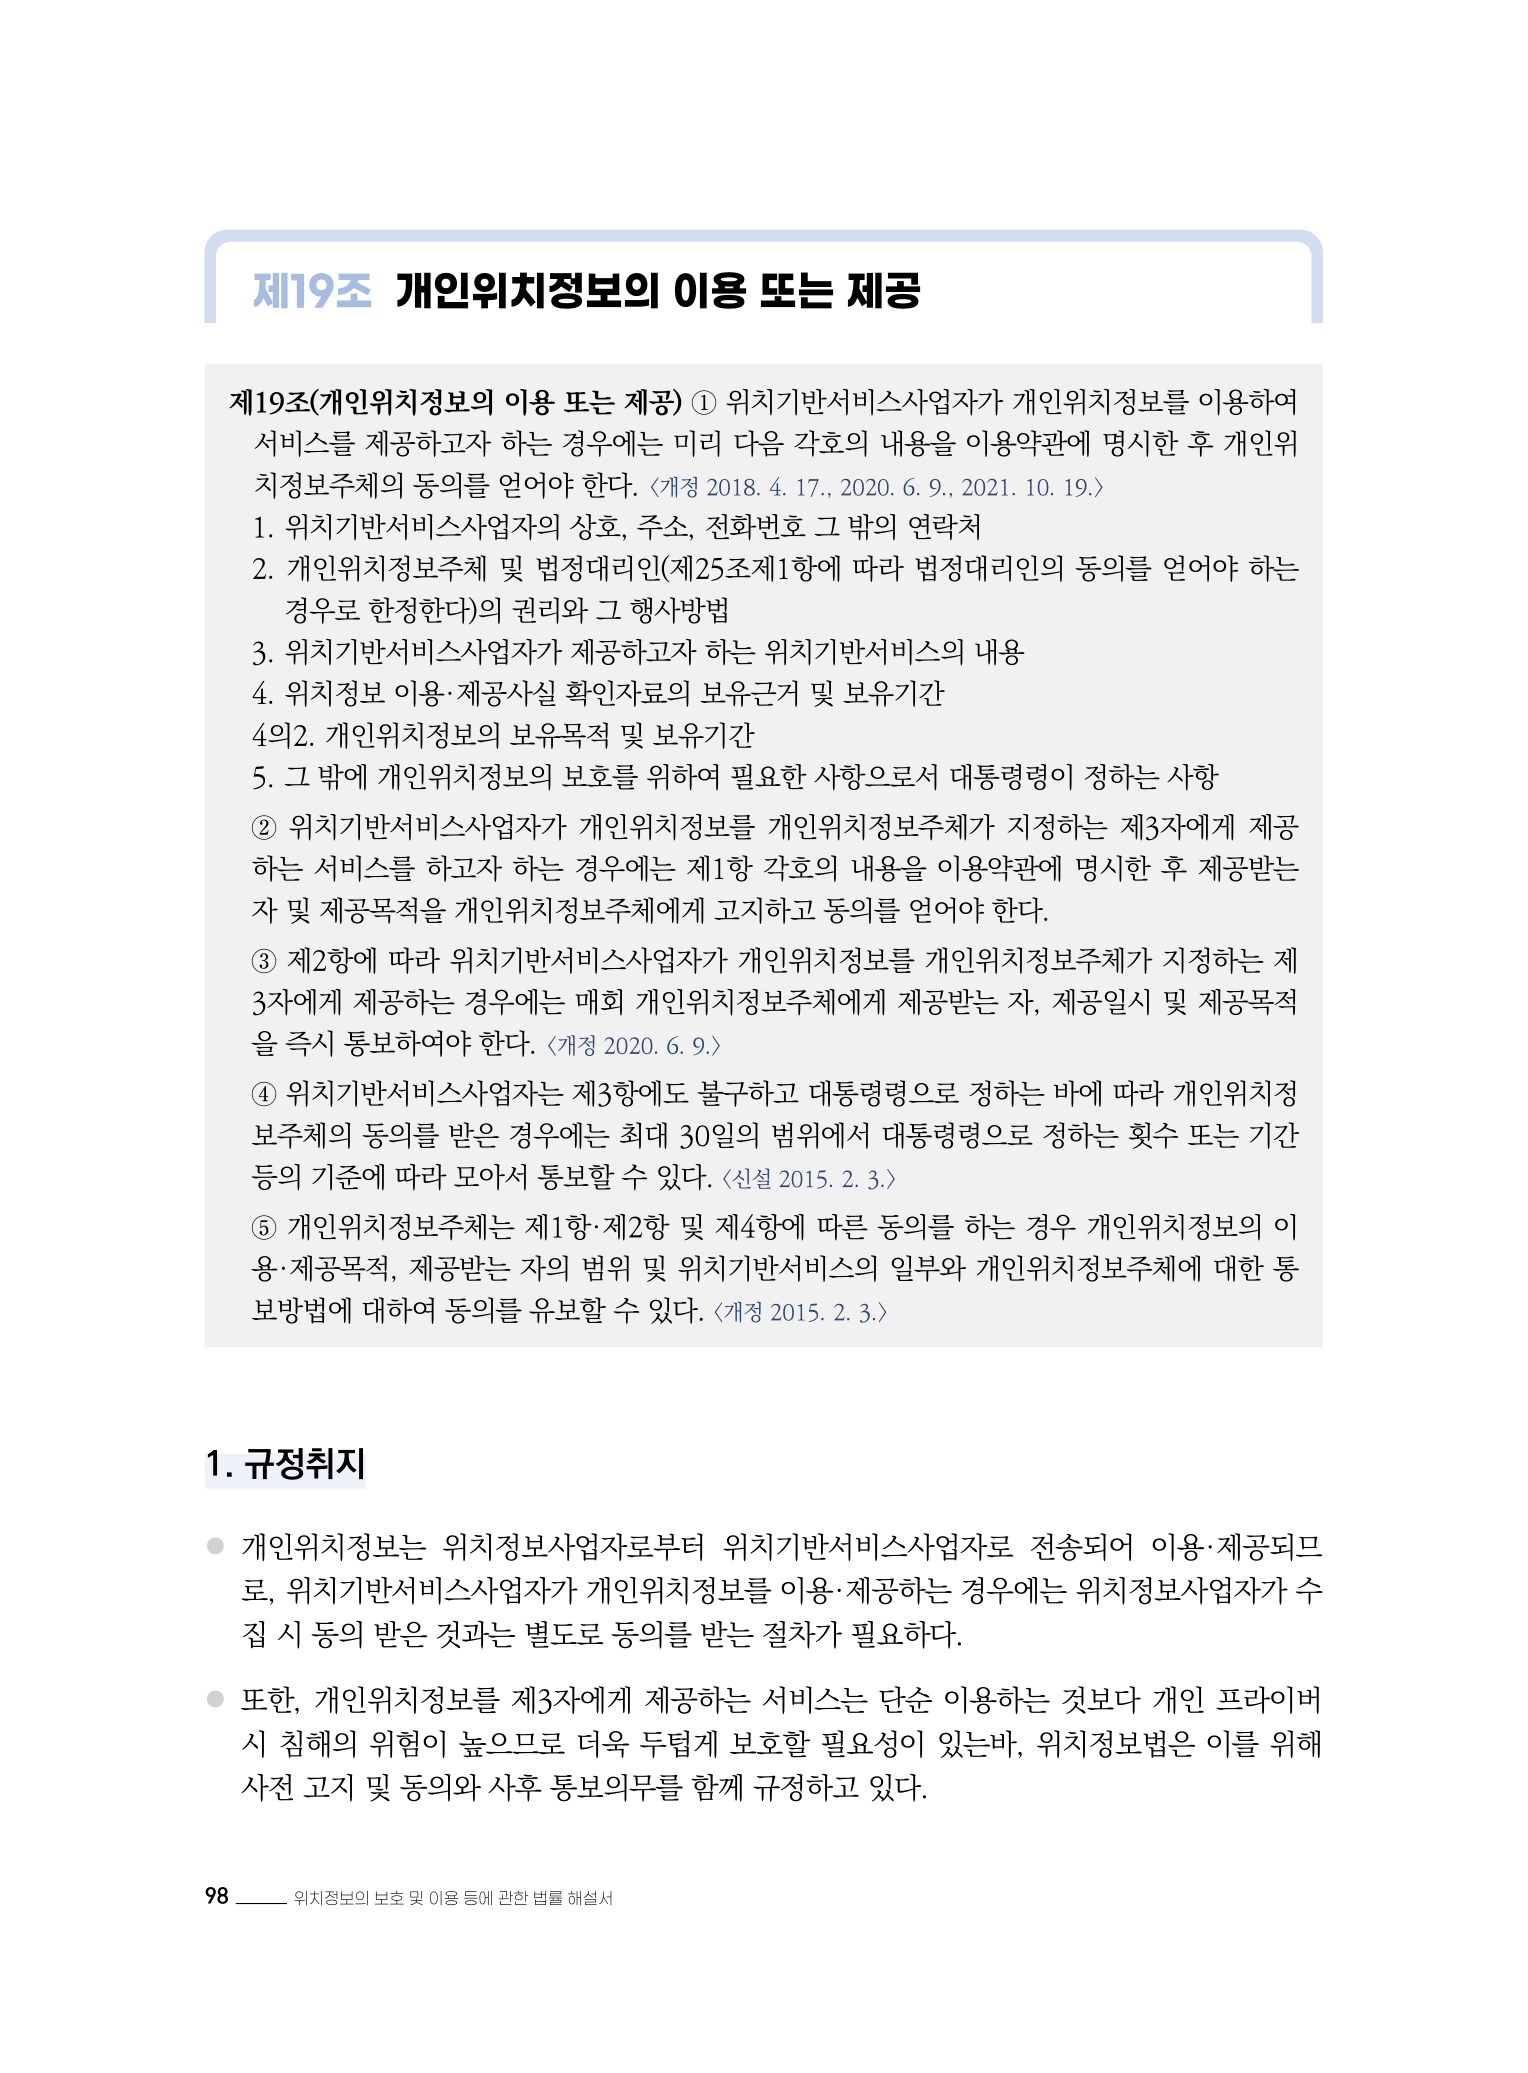 제19조 개인위치정보의 이용 또는 제공
제19조(개인위치정보의 이용 또는 제공) ① 위치기반서비스사업자가 개인위치정보를 이용하여
서비스를 제공하고자 하는 경우에는 미리 다음 각호의 내용을 이용약관에 명시한 후 개인위
치정보주체의 동의를 얻어야 한다. 〈개정 2018. 4. 17., 2020. 6. 9., 2021. 10. 19.〉
1. 위치기반서비스사업자의 상호, 주소, 전화번호 그 밖의 연락처
2. 개인위치정보주체 및 법정대리인(제25조제1항에 따라 법정대리인의 동의를 얻어야 하는
경우로 한정한다)의 권리와 그 행사방법
3. 위치기반서비스사업자가 제공하고자 하는 위치기반서비스의 내용
4. 위치정보 이용·제공사실 확인자료의 보유근거 및 보유기간
4의2. 개인위치정보의 보유목적 및 보유기간
5. 그 밖에 개인위치정보의 보호를 위하여 필요한 사항으로서 대통령령이 정하는 사항
② 위치기반서비스사업자가 개인위치정보를 개인위치정보주체가 지정하는 제3자에게 제공
하는 서비스를 하고자 하는 경우에는 제1항 각호의 내용을 이용약관에 명시한 후 제공받는
자 및 제공목적을 개인위치정보주체에게 고지하고 동의를 얻어야 한다.
③ 제2항에 따라 위치기반서비스사업자가 개인위치정보를 개인위치정보주체가 지정하는 제
3자에게 제공하는 경우에는 매회 개인위치정보주체에게 제공받는 자, 제공일시 및 제공목적
을 즉시 통보하여야 한다. 〈개정 2020. 6. 9.〉
④ 위치기반서비스사업자는 제3항에도 불구하고 대통령령으로 정하는 바에 따라 개인위치정
보주체의 동의를 받은 경우에는 최대 30일의 범위에서 대통령령으로 정하는 횟수 또는 기간
등의 기준에 따라 모아서 통보할 수 있다. 〈신설 2015. 2. 3.〉
⑤ 개인위치정보주체는 제1항·제2항 및 제4항에 따른 동의를 하는 경우 개인위치정보의 이
용·제공목적, 제공받는 자의 범위 및 위치기반서비스의 일부와 개인위치정보주체에 대한 통
보방법에 대하여 동의를 유보할 수 있다. 〈개정 2015. 2. 3.〉
1. 규정취지
● 개인위치정보는 위치정보사업자로부터 위치기반서비스사업자로 전송되어 이용·제공되므
로, 위치기반서비스사업자가 개인위치정보를 이용·제공하는 경우에는 위치정보사업자가 수
집 시 동의 받은 것과는 별도로 동의를 받는 절차가 필요하다.
● 또한, 개인위치정보를 제3자에게 제공하는 서비스는 단순 이용하는 것보다 개인 프라이버
시 침해의 위험이 높으므로 더욱 두텁게 보호할 필요성이 있는바, 위치정보법은 이를 위해
사전 고지 및 동의와 사후 통보의무를 함께 규정하고 있다.
98 위치정보의 보호 및 이용 등에 관한 법률 해설서